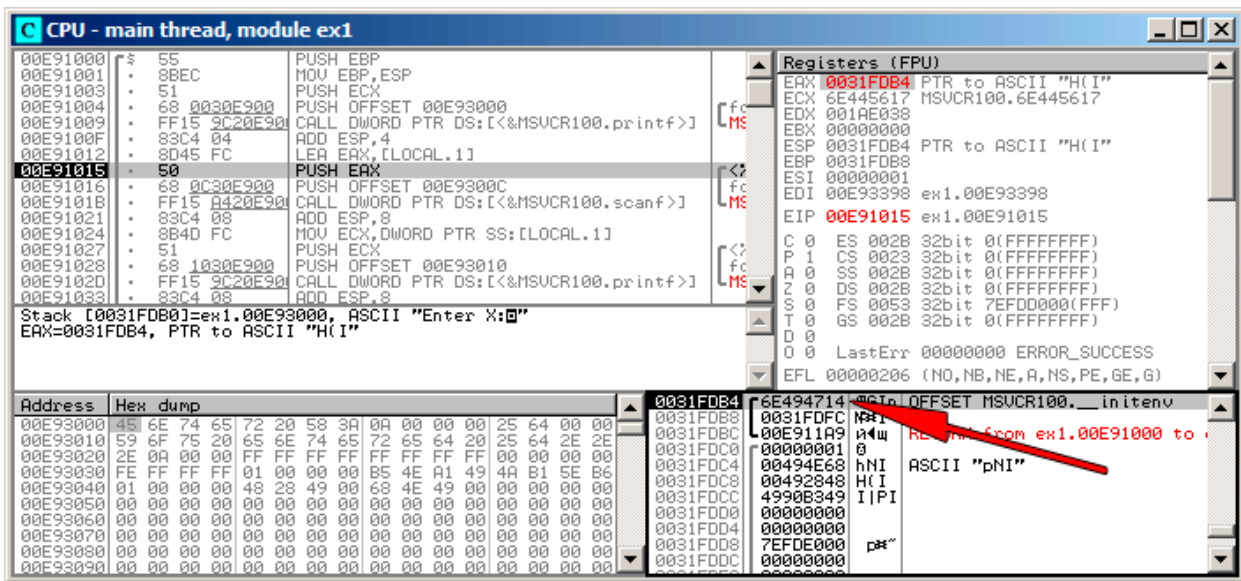 CPU - main thread, module ex1
00E91000 $ 55 PUSH EBP
00E91001 . 8BEC MOV EBP,ESP
00E91003 . 51 PUSH ECX
00E91004 . 68 0030E900 PUSH OFFSET 00E93000
00E91009 . FF15 9C20E90 CALL DWORD PTR DS:[<&MSVCR100.printf>]
00E9100F . 83C4 04 ADD ESP,4
00E91012 . 8D45 FC LEA EAX,[LOCAL.1]
00E91015 . 50 PUSH EAX
00E91016 . 68 0C30E900 PUSH OFFSET 00E9300C
00E9101B . FF15 A420E90 CALL DWORD PTR DS:[<&MSVCR100.scanf>]
00E91021 . 83C4 08 ADD ESP,8
00E91024 . 8B4D FC MOV ECX,DWORD PTR SS:[LOCAL.1]
00E91027 . 51 PUSH ECX
00E91028 . 68 1030E900 PUSH OFFSET 00E93010
00E9102D . FF15 9C20E90 CALL DWORD PTR DS:[<&MSVCR100.printf>]
00E91033 . 83C4 08 ADD ESP,8
Stack [0031FDB0]=ex1.00E93000, ASCII "Enter X:
EAX=0031FDB4, PTR to ASCII "H(I"
Registers (FPU)
EAX 0031FDB4 PTR to ASCII "H(I"
ECX 6E445617 MSVCR100.6E445617
EDX 001AE038
EBX 00000000
ESP 0031FDB4 PTR to ASCII "H(I"
EBP 0031FDB8
ESI 00000001
EDI 00E93398 ex1.00E93398
EIP 00E91015 ex1.00E91015
C 0 ES 002B 32bit 0(FFFFFFFF)
P 1 CS 0023 32bit 0(FFFFFFFF)
A 0 SS 002B 32bit 0(FFFFFFFF)
Z 0 DS 002B 32bit 0(FFFFFFFF)
S 0 FS 0053 32bit 7EFDD000(FFF)
T 0 GS 002B 32bit 0(FFFFFFFF)
D 0
O 0 LastErr 00000000 ERROR_SUCCESS
EFL 00000206 (NO,NB,NE,A,NS,PE,GE,G)
Address Hex dump
00E93000 45 6E 74 65 72 20 58 3A 0A 00 00 00 25 64 00 00
00E93010 59 6F 75 20 65 6E 74 65 72 65 64 20 25 64 2E 2E
00E93020 2E 0A 00 00 FF FF FF FF FF FF FF FF 00 00 00 00
00E93030 FE FF FF FF 01 00 00 00 B5 4E A1 49 4A B1 5E B6
00E93040 01 00 00 00 48 28 49 00 68 4E 49 00 00 00 00 00
00E93050 00 00 00 00 00 00 00 00 00 00 00 00 00 00 00 00
00E93060 00 00 00 00 00 00 00 00 00 00 00 00 00 00 00 00
00E93070 00 00 00 00 00 00 00 00 00 00 00 00 00 00 00 00
00E93080 00 00 00 00 00 00 00 00 00 00 00 00 00 00 00 00
00E93090 00 00 00 00 00 00 00 00 00 00 00 00 00 00 00 00
0031FDB4 6E494714 OFFSET MSVCR100.__initenv
0031FDB8 0031FDFC
0031FDBC 00E911A9 from ex1.00E91000 to
0031FDC0 00000001
0031FDC4 00494E68 hNI ASCII "pNI"
0031FDC8 00492848 H(I
0031FDCC 4990B349 I|PI
0031FDD0 00000000
0031FDD4 00000000
0031FDD8 7EFDE000
0031FDDC 00000000